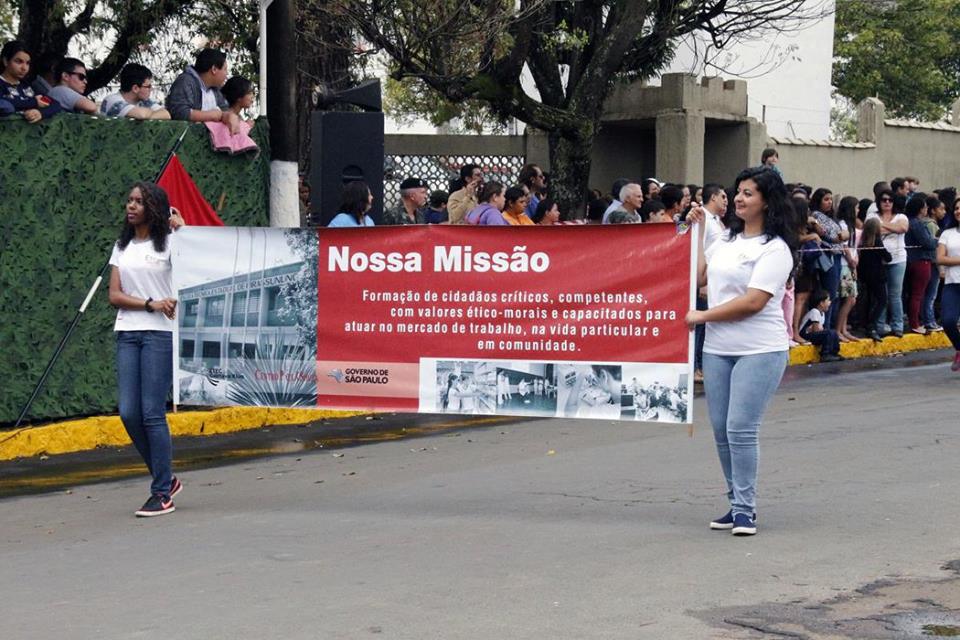 Nossa Missão
Formação de cidadãos críticos, competentes,
com valores ético-morais e capacitados para
atuar no mercado de trabalho, na vida particular e
em comunidade.
GOVERNO DE
SÃO PAULO
Etec